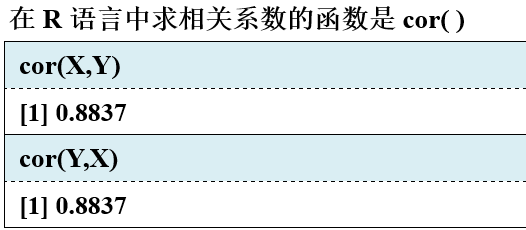 在 R 语言中求相关系数的函数是 cor( )
cor(X,Y)
[1] 0.8837
cor(Y,X)
[1] 0.8837